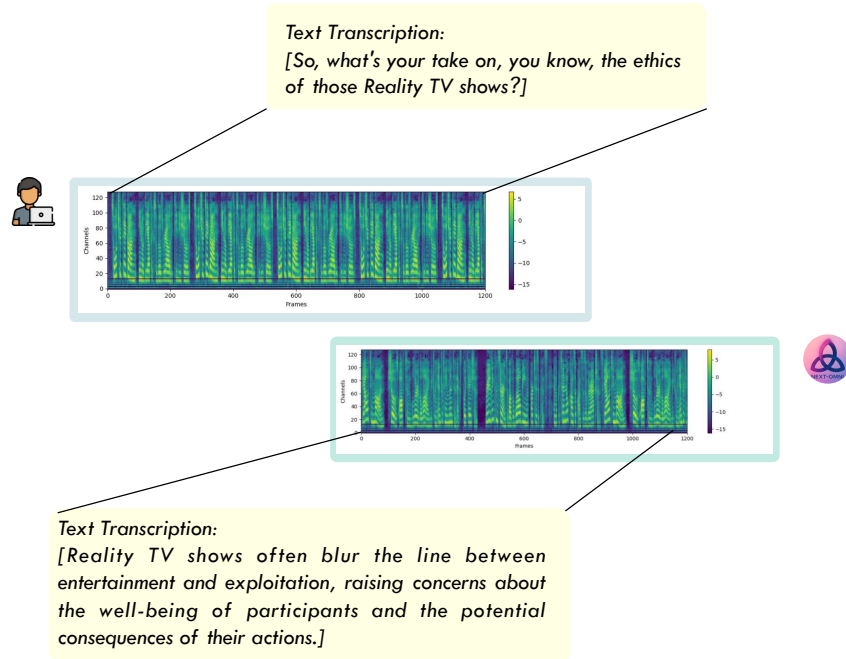 Text Transcription:
[So, what's your take on, you know, the ethics
of those Reality TV shows?]
120
100
80
60
40
20
0
Channels
0 200 400 600 800 1000 1200
Frames
5
0
−5
−10
−15
120
100
80
60
40
20
0
Channels
0 200 400 600 800 1000 1200
Frames
5
0
−5
−10
−15
NEXT-OMNI
Text Transcription:
[Reality TV shows often blur the line between
entertainment and exploitation, raising concerns about
the well-being of participants and the potential
consequences of their actions.]